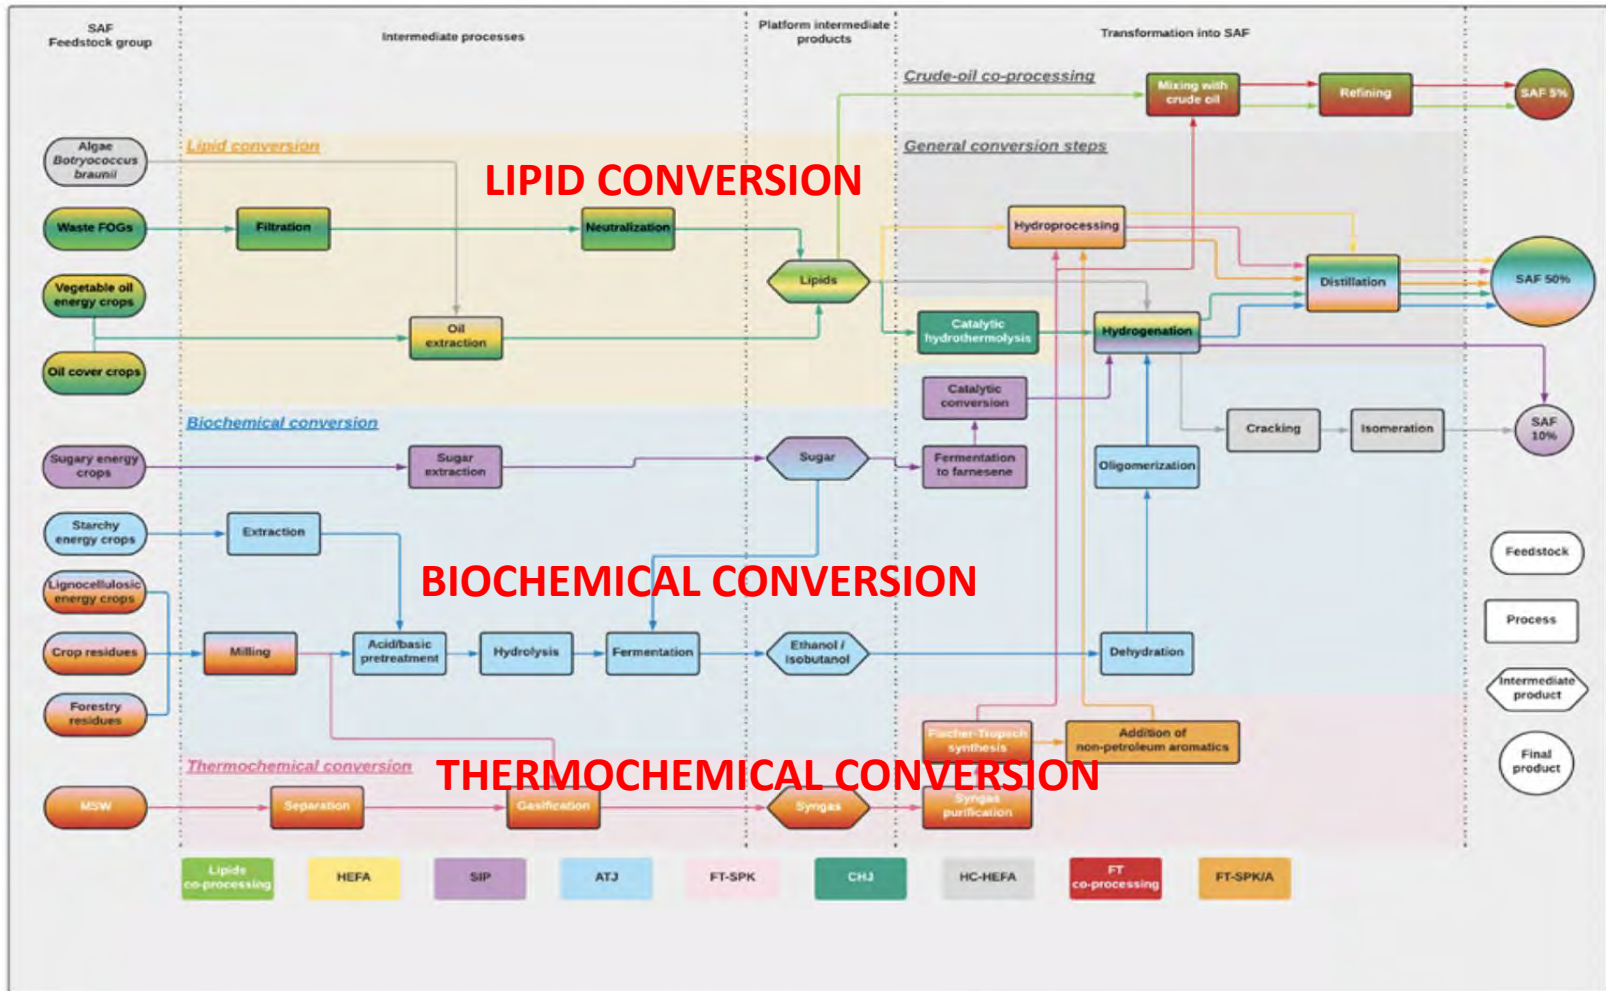 SAF
Feedstock group
Intermediate processes
Platform intermediate
products
Transformation into SAF
Crude-oil co-processing
Mixing with
crude oil
Refining
SAF 5%
Algae
Botryococcus
braunii
Lipid conversion
LIPID CONVERSION
General conversion steps
Waste FOGs
Filtration
Neutralization
Hydroprocessing
Lipids
Distillation
SAF 50%
Vegetable oil
energy crops
Oil
extraction
Catalytic
hydrothermolysis
Hydrogenation
Oil cover crops
Catalytic
conversion
Biochemical conversion
Cracking
Isomeration
SAF
10%
Sugary energy
crops
Sugar
extraction
Sugar
Fermentation
to farnesene
Oligomerization
Starchy
energy crops
Extraction
Feedstock
BIOCHEMICAL CONVERSION
Lignocellulosic
energy crops
Process
Crop residues
Milling
Acid/basic
pretreatment
Hydrolysis
Fermentation
Ethanol /
Isobutanol
Dehydration
Intermediate
product
Forestry
residues
Fischer-Tropsch
synthesis
Addition of
non-petroleum aromatics
Final
product
Thermochemical conversion
THERMOCHEMICAL CONVERSION
MSW
Separation
Gasification
Syngas
Syngas
purification
Lipids
co-processing
HEFA
SIP
ATJ
FT-SPK
CHJ
HC-HEFA
FT
co-processing
FT-SPK/A